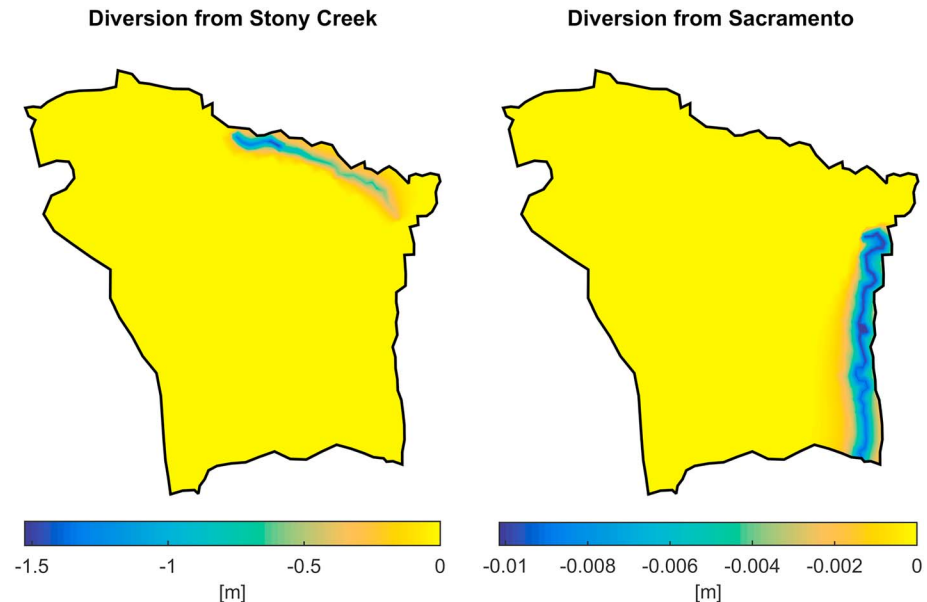 Diversion from Stony Creek
Diversion from Sacramento
-1.5 -1 -0.5 0
[m]
-0.01 -0.008 -0.006 -0.004 -0.002 0
[m]